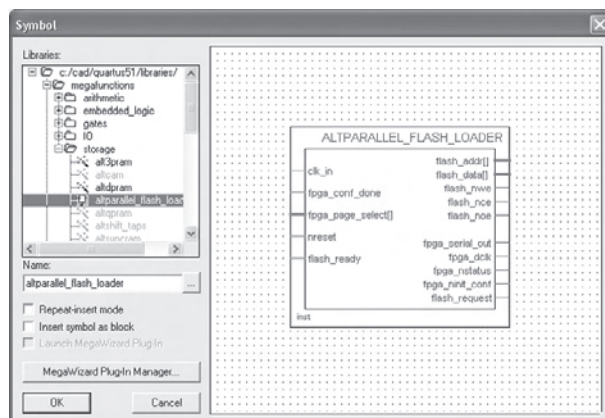 Symbol
Libraries:
c:/cad/quartus51/libraries/
megafunctions
arithmetic
embedded_logic
gates
IO
storage
alt3pram
altcam
altdpram
altparallel_flash_load
altqpram
altshift_taps
altsyncram
Name:
altparallel_flash_loader
...
Repeat-insert mode
Insert symbol as block
Launch MegaWizard Plug-In
MegaWizard Plug-In Manager...
OK
Cancel
ALTPARALLEL_FLASH_LOADER
clk_in
fpga_conf_done
fpga_page_select[]
nreset
flash_ready
flash_addr[]
flash_data[]
flash_nwe
flash_nce
flash_noe
fpga_serial_out
fpga_dclk
fpga_nstatus
fpga_ninit_conf
flash_request
inst